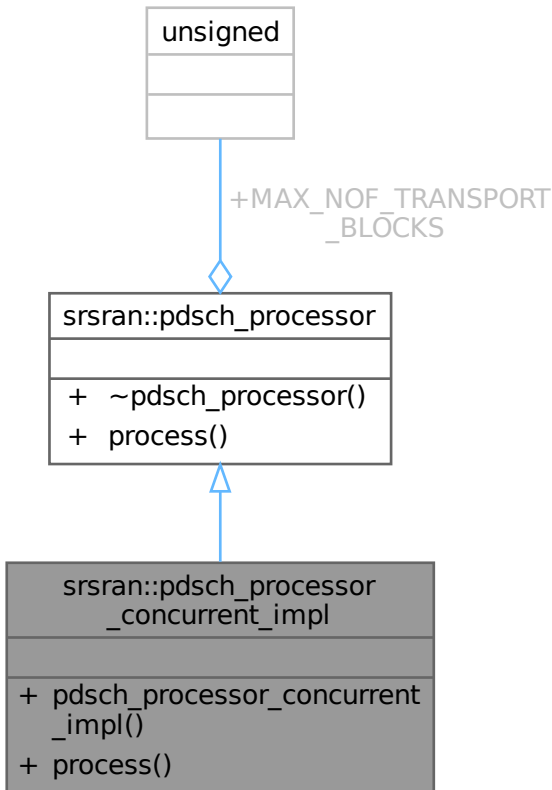 unsigned
+MAX_NOF_TRANSPORT
_BLOCKS
srsran::pdsch_processor
+ ~pdsch_processor()
+ process()
srsran::pdsch_processor
_concurrent_impl
+ pdsch_processor_concurrent
_impl()
+ process()